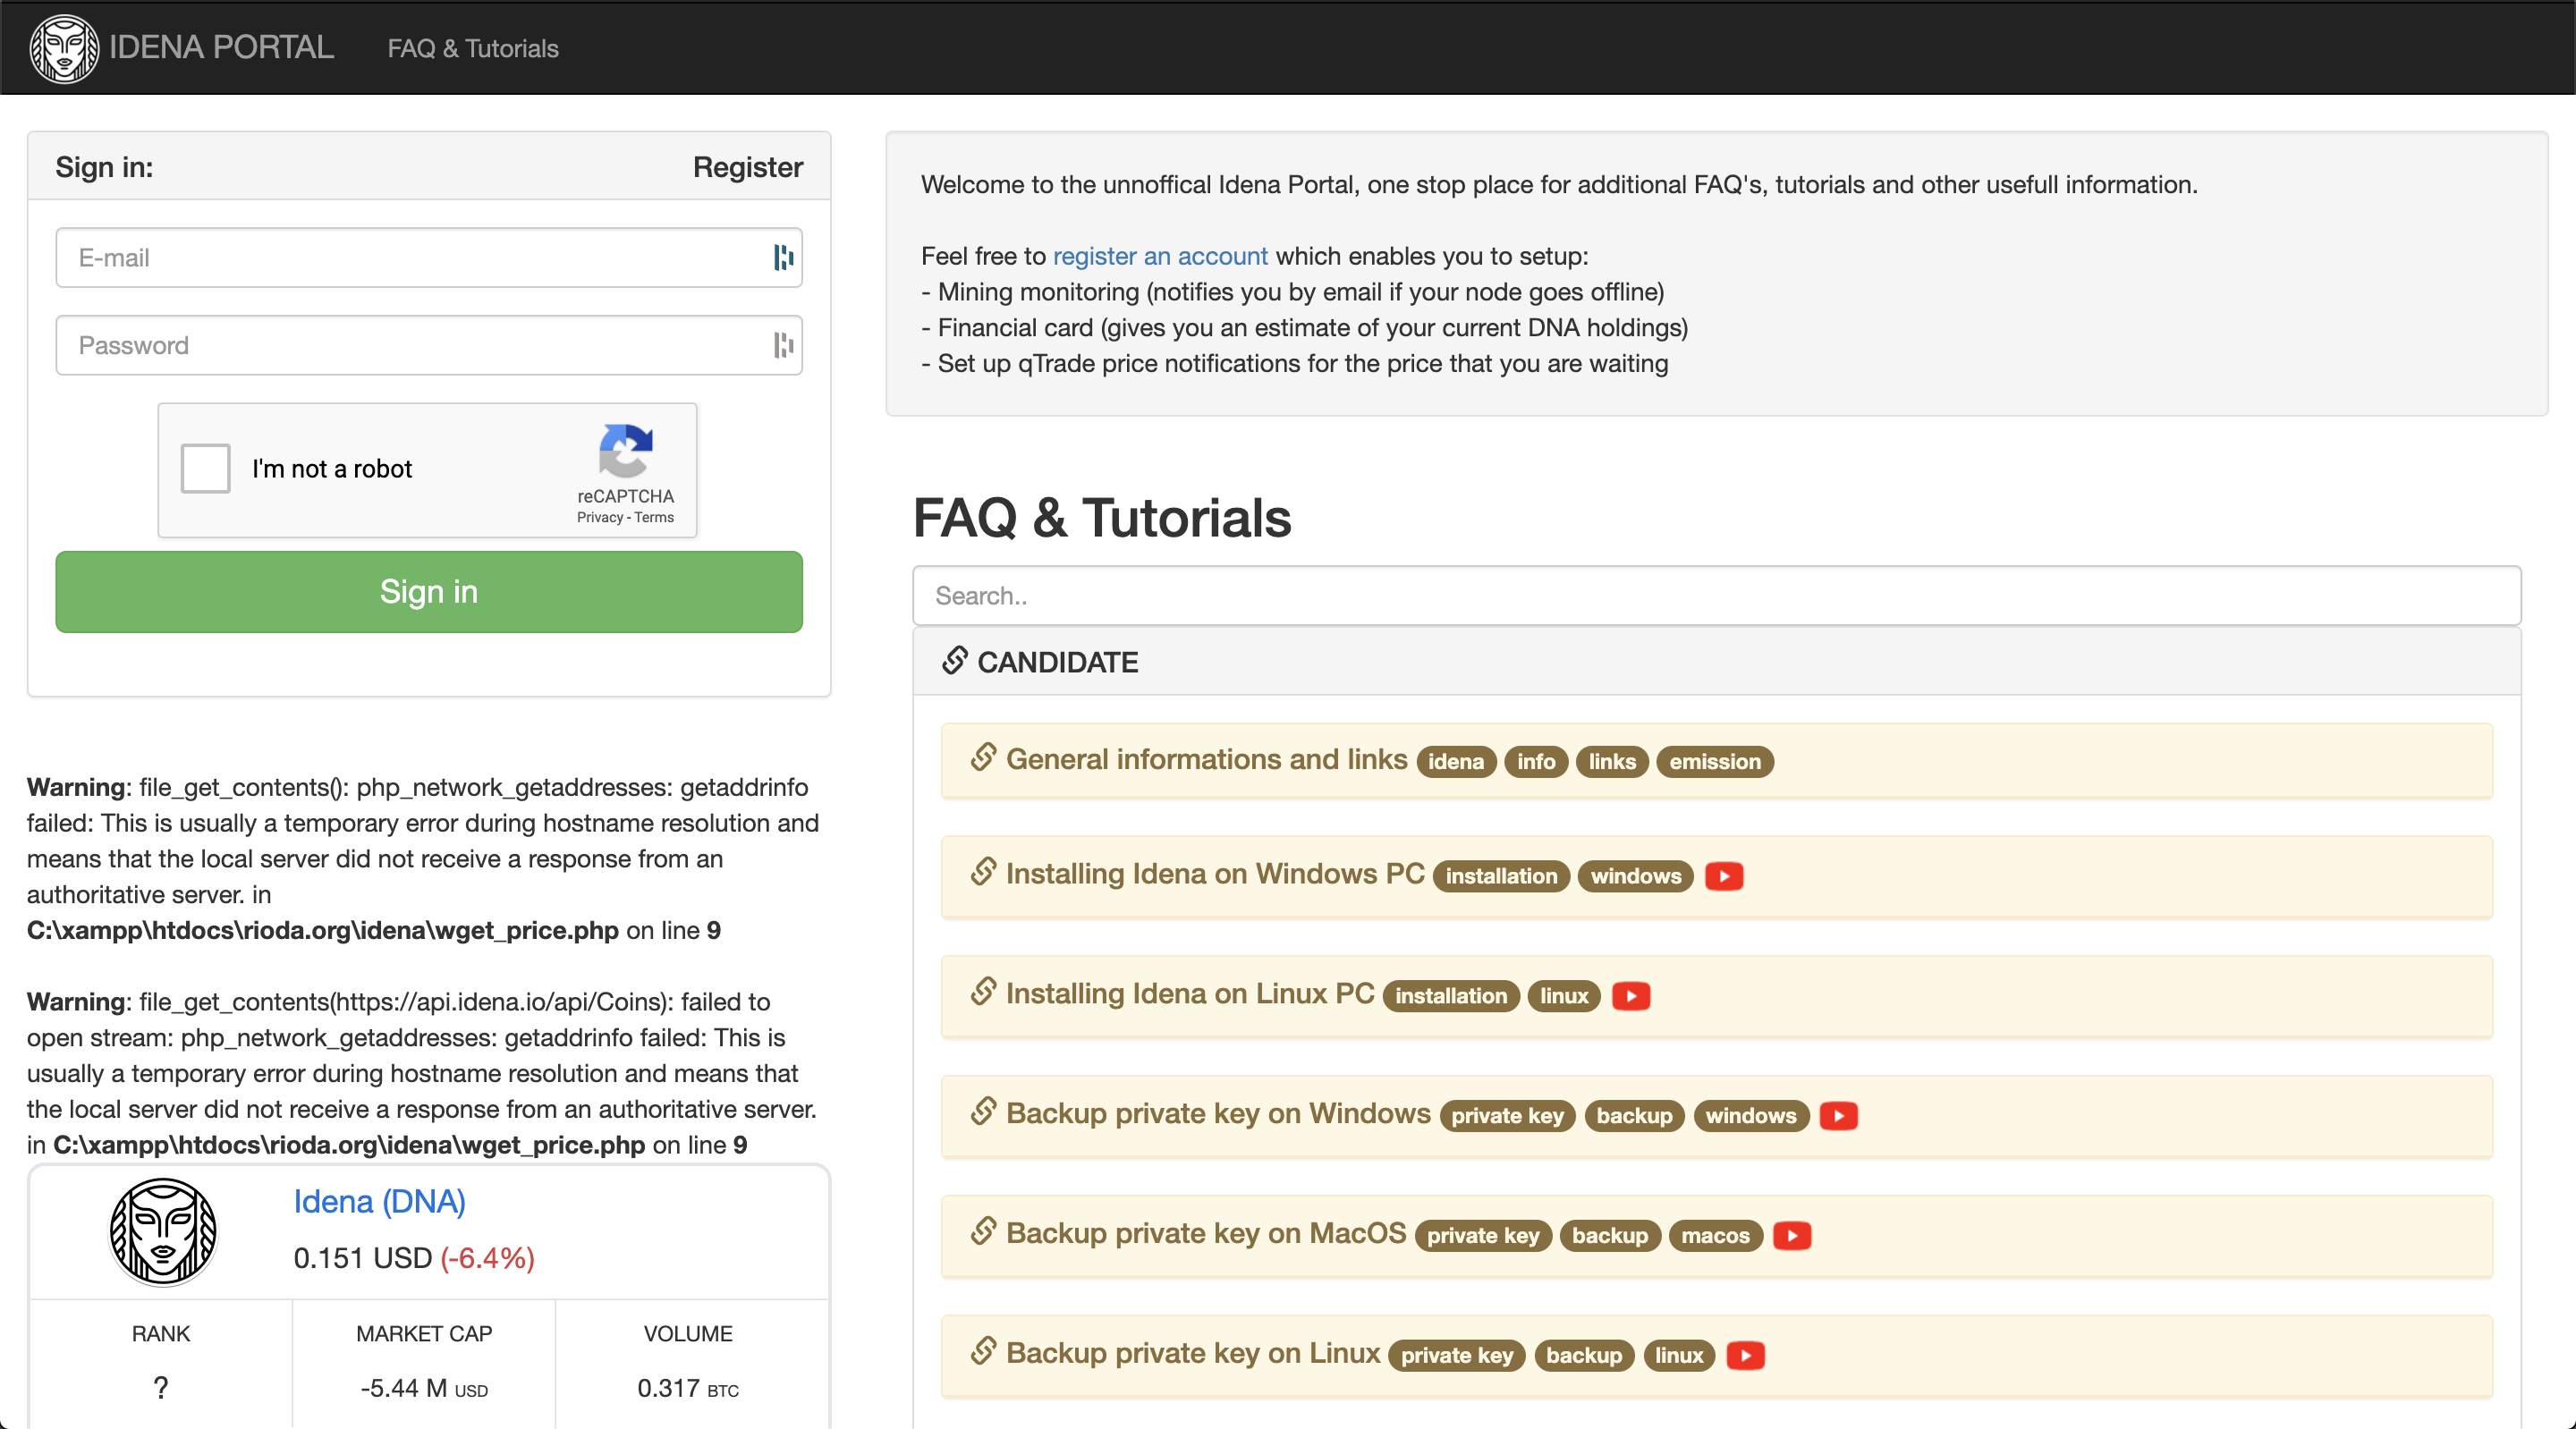 IDENA PORTAL
FAQ & Tutorials
Sign in:
Register
E-mail
Password
I'm not a robot
reCAPTCHA
Privacy - Terms
Sign in
Warning: file_get_contents(): php_network_getaddresses: getaddrinfo
failed: This is usually a temporary error during hostname resolution and
means that the local server did not receive a response from an
authoritative server. in
C:\xampp\htdocs\rioda.org\idena\wget_price.php on line 9
Warning: file_get_contents(https://api.idena.io/api/Coins): failed to
open stream: php_network_getaddresses: getaddrinfo failed: This is
usually a temporary error during hostname resolution and means that
the local server did not receive a response from an authoritative server.
in C:\xampp\htdocs\rioda.org\idena\wget_price.php on line 9
Idena (DNA)
0.151 USD (-6.4%)
RANK
?
MARKET CAP
-5.44 M USD
VOLUME
0.317 BTC
Welcome to the unnoffical Idena Portal, one stop place for additional FAQ's, tutorials and other usefull information.
Feel free to register an account which enables you to setup:
- Mining monitoring (notifies you by email if your node goes offline)
- Financial card (gives you an estimate of your current DNA holdings)
- Set up qTrade price notifications for the price that you are waiting
FAQ & Tutorials
Search..
CANDIDATE
General informations and links idena info links emission
Installing Idena on Windows PC installation windows
Installing Idena on Linux PC installation linux
Backup private key on Windows private key backup windows
Backup private key on MacOS private key backup macos
Backup private key on Linux private key backup linux